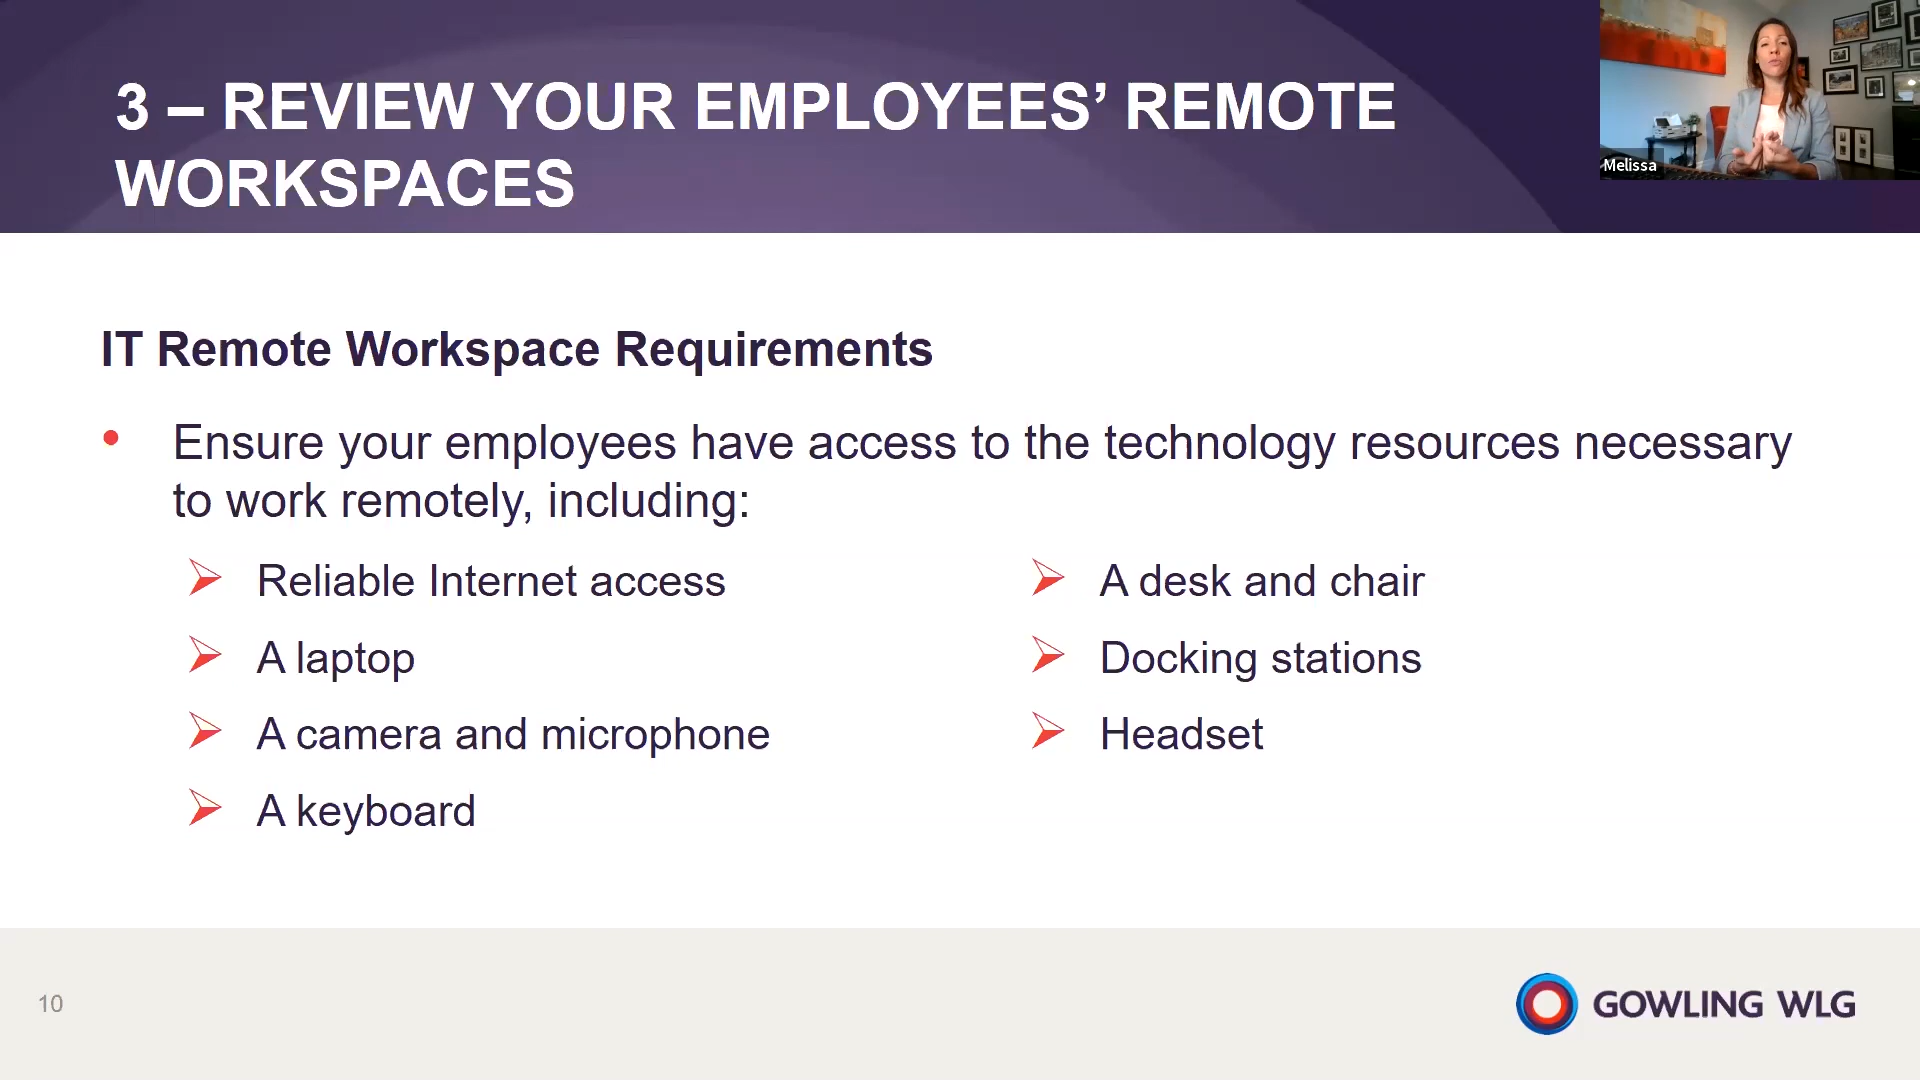 3 – REVIEW YOUR EMPLOYEES’ REMOTE
WORKSPACES
Melissa
IT Remote Workspace Requirements
• Ensure your employees have access to the technology resources necessary
to work remotely, including:
➢ Reliable Internet access
➢ A laptop
➢ A camera and microphone
➢ A keyboard
➢ A desk and chair
➢ Docking stations
➢ Headset
10
GOWLING WLG